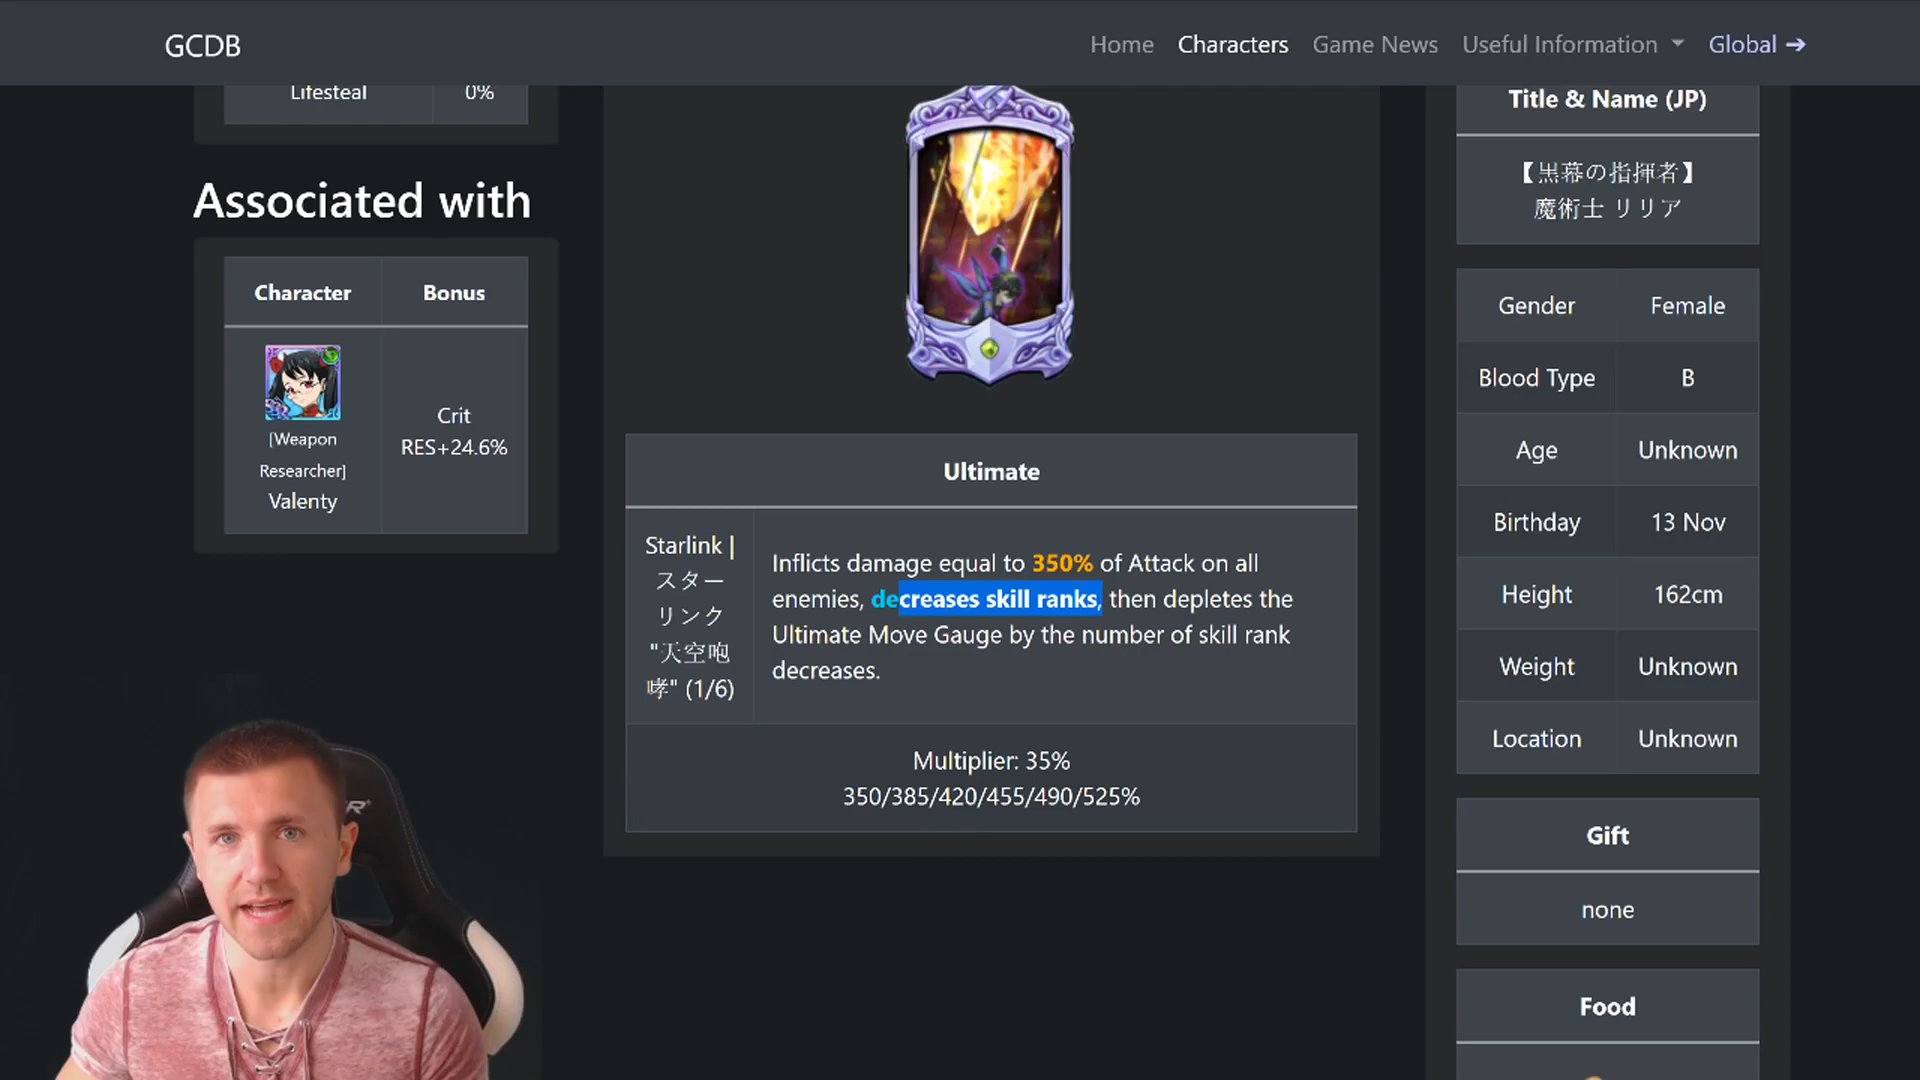 GCDB
Home Characters Game News Useful Information Global
Lifesteal 0%
Associated with
Character Bonus
[Weapon
Researcher]
Valenty
Crit
RES+24.6%
Ultimate
Starlink |
スター
リンク
"天空咆
哮" (1/6)
Inflicts damage equal to 350% of Attack on all
enemies, decreases skill ranks, then depletes the
Ultimate Move Gauge by the number of skill rank
decreases.
Multiplier: 35%
350/385/420/455/490/525%
Title & Name (JP)
【黒幕の指揮者】
魔術士 リリア
Gender Female
Blood Type B
Age Unknown
Birthday 13 Nov
Height 162cm
Weight Unknown
Location Unknown
Gift
none
Food